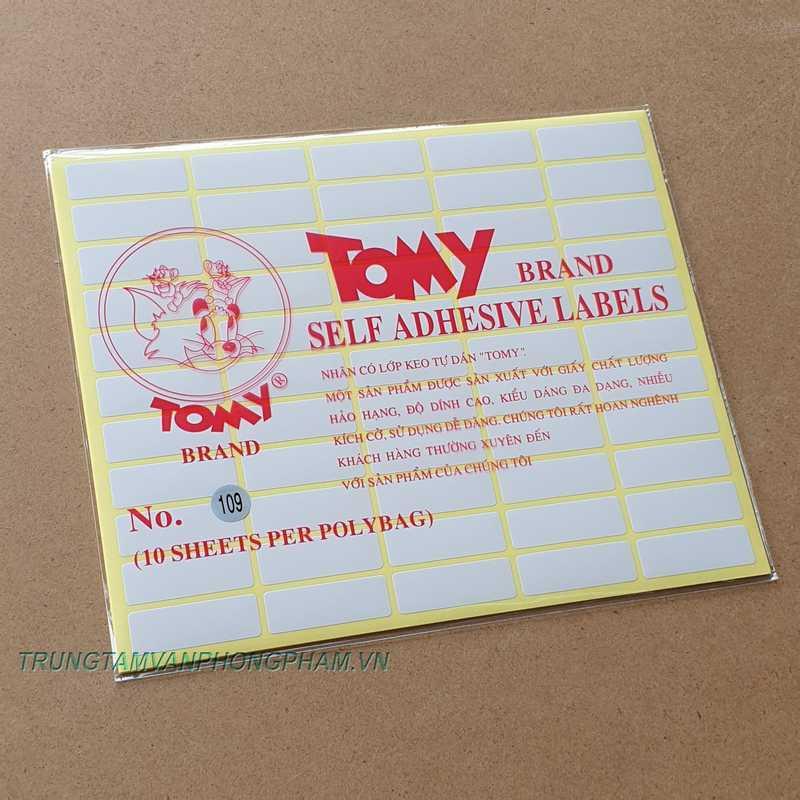 TOMY BRAND
SELF ADHESIVE LABELS
NHÃN CÓ LỚP KEO TỰ DÁN "TOMY".
MỘT SẢN PHẨM ĐƯỢC SẢN XUẤT VỚI GIẤY CHẤT LƯỢNG
HẢO HẠNG, ĐỘ DÍNH CAO, KIỂU DÁNG ĐA DẠNG, NHIỀU
KÍCH CỠ, SỬ DỤNG DỄ DÀNG. CHÚNG TÔI RẤT HOAN NGHÊNH
KHÁCH HÀNG THƯỜNG XUYÊN ĐẾN
VỚI SẢN PHẨM CỦA CHÚNG TÔI
TOMY ®
BRAND
No. 109
(10 SHEETS PER POLYBAG)
TRUNGTAMVANPHONGPHAM.VN